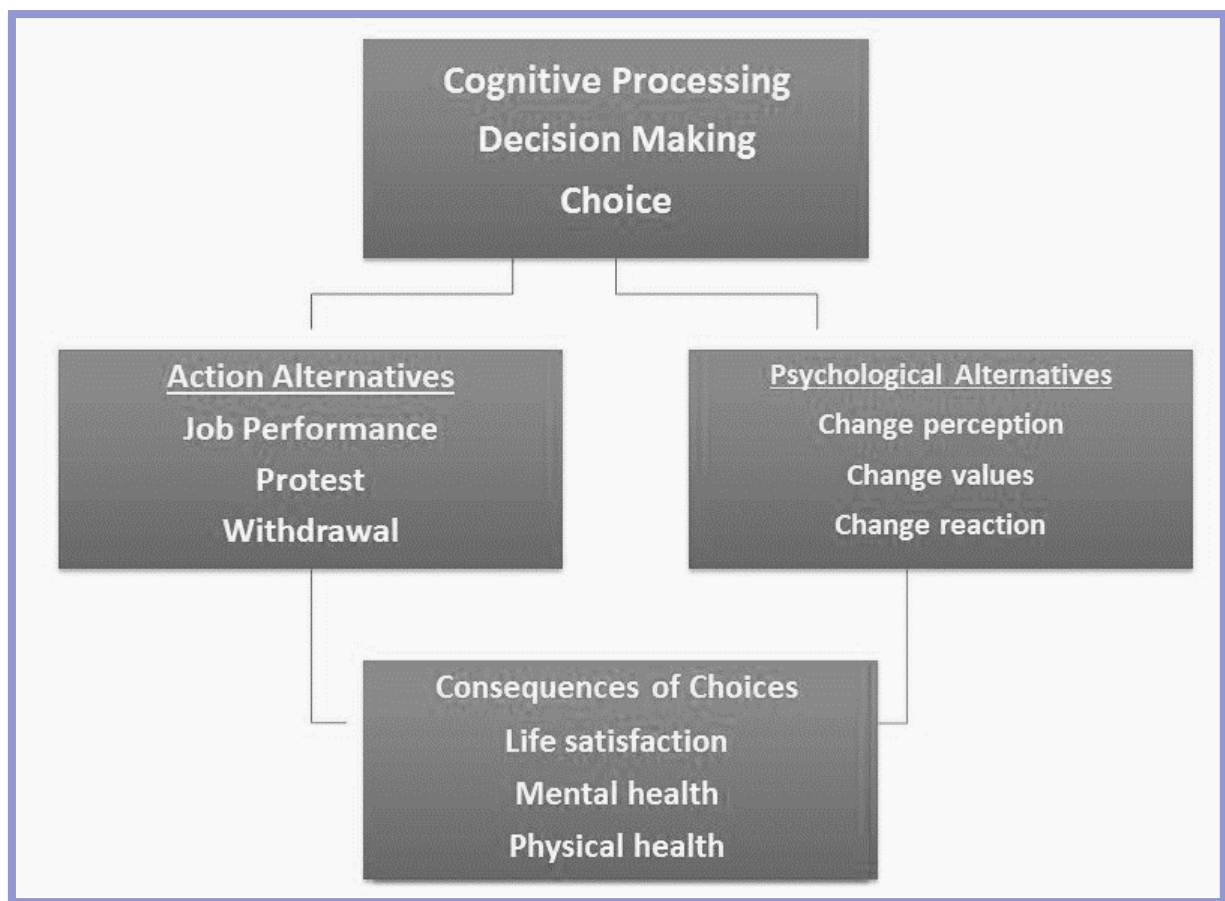 Cognitive Processing
Decision Making
Choice
Action Alternatives
Job Performance
Protest
Withdrawal
Psychological Alternatives
Change perception
Change values
Change reaction
Consequences of Choices
Life satisfaction
Mental health
Physical health